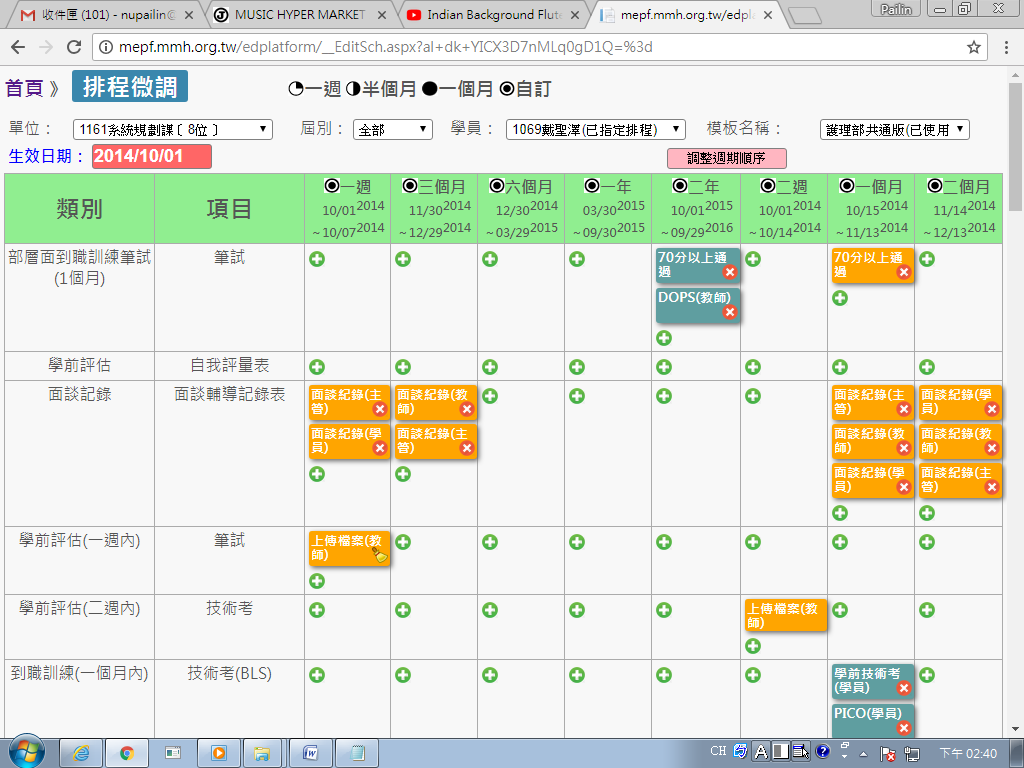 收件匣 (101) - nupailin@
MUSIC HYPER MARKET
Indian Background Flute
mepf.mmh.org.tw/edpl
Pailin
mepf.mmh.org.tw/edplatform/__EditSch.aspx?al+dk+YICX3D7nMLq0gD1Q=%3d
首頁 》 排程微調
一週 半個月 一個月 自訂
單位： 1161系統規劃課〔8位〕 屆別： 全部 學員： 1069戴聖澤(已指定排程) 模板名稱： 護理部共通版(已使用
生效日期： 2014/10/01 調整週期順序
類別 項目 一週 三個月 六個月 一年 二年 二週 一個月 二個月
10/01 2014 11/30 2014 12/30 2014 03/30 2015 10/01 2015 10/01 2014 10/15 2014 11/14 2014
~10/07 2014 ~12/29 2014 ~03/29 2015 ~09/30 2015 ~09/29 2016 ~10/14 2014 ~11/13 2014 ~12/13 2014
部層面到職訓練筆試(1個月) 筆試 70分以上通過 70分以上通過
DOPS(教師)
學前評估 自我評量表
面談記錄 面談輔導記錄表 面談紀錄(主管) 面談紀錄(教師) 面談紀錄(主管) 面談紀錄(學員)
面談紀錄(學員) 面談紀錄(主管) 面談紀錄(教師) 面談紀錄(教師)
面談紀錄(學員) 面談紀錄(主管)
學前評估(一週內) 筆試 上傳檔案(教師)
學前評估(二週內) 技術考 上傳檔案(教師)
到職訓練(一個月內) 技術考(BLS) 學前技術考(學員)
PICO(學員)
CH A 下午 02:40